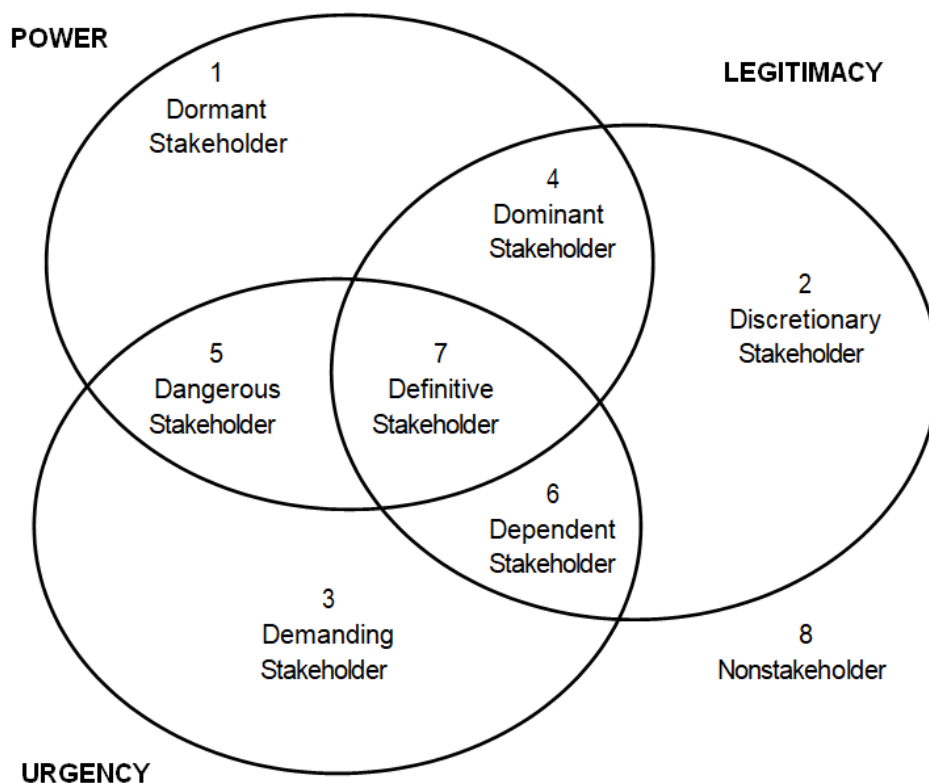 POWER
1
Dormant
Stakeholder
LEGITIMACY
4
Dominant
Stakeholder
2
Discretionary
Stakeholder
5
Dangerous
Stakeholder
7
Definitive
Stakeholder
6
Dependent
Stakeholder
3
Demanding
Stakeholder
8
Nonstakeholder
URGENCY